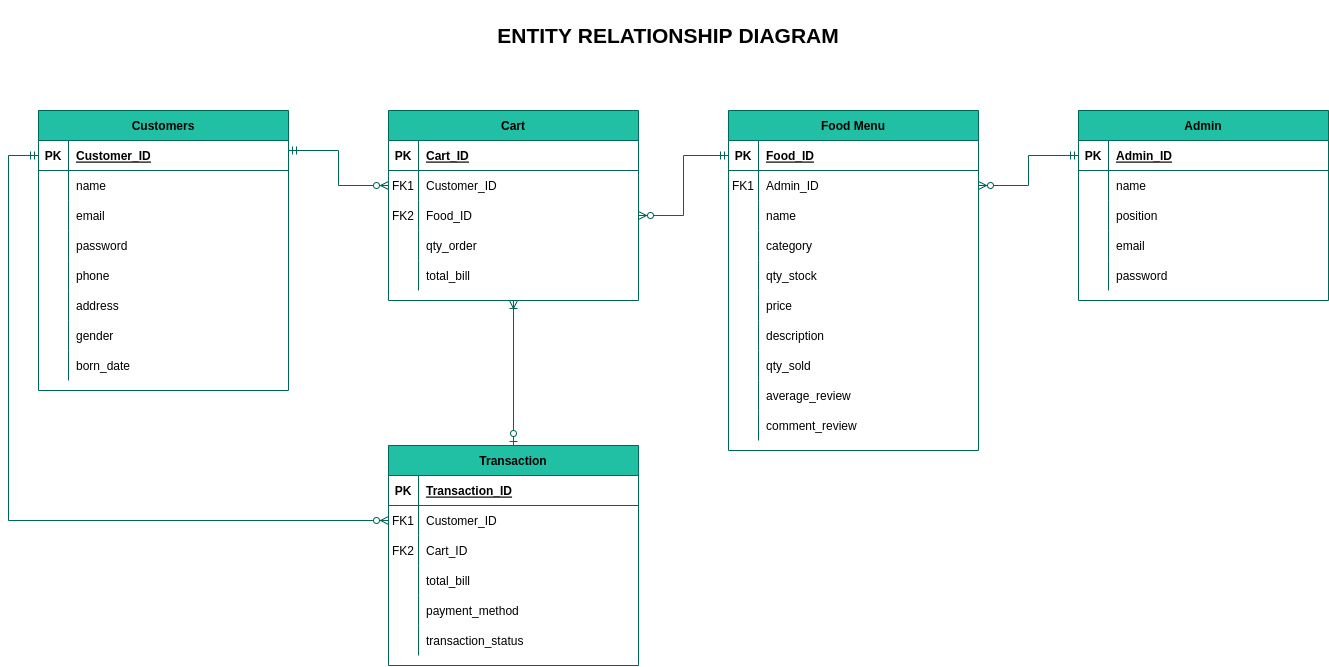 ENTITY RELATIONSHIP DIAGRAM
Customers
PK Customer_ID
name
email
password
phone
address
gender
born_date
Cart
PK Cart_ID
FK1 Customer_ID
FK2 Food_ID
qty_order
total_bill
Food Menu
PK Food_ID
FK1 Admin_ID
name
category
qty_stock
price
description
qty_sold
average_review
comment_review
Admin
PK Admin_ID
name
position
email
password
Transaction
PK Transaction_ID
FK1 Customer_ID
FK2 Cart_ID
total_bill
payment_method
transaction_status